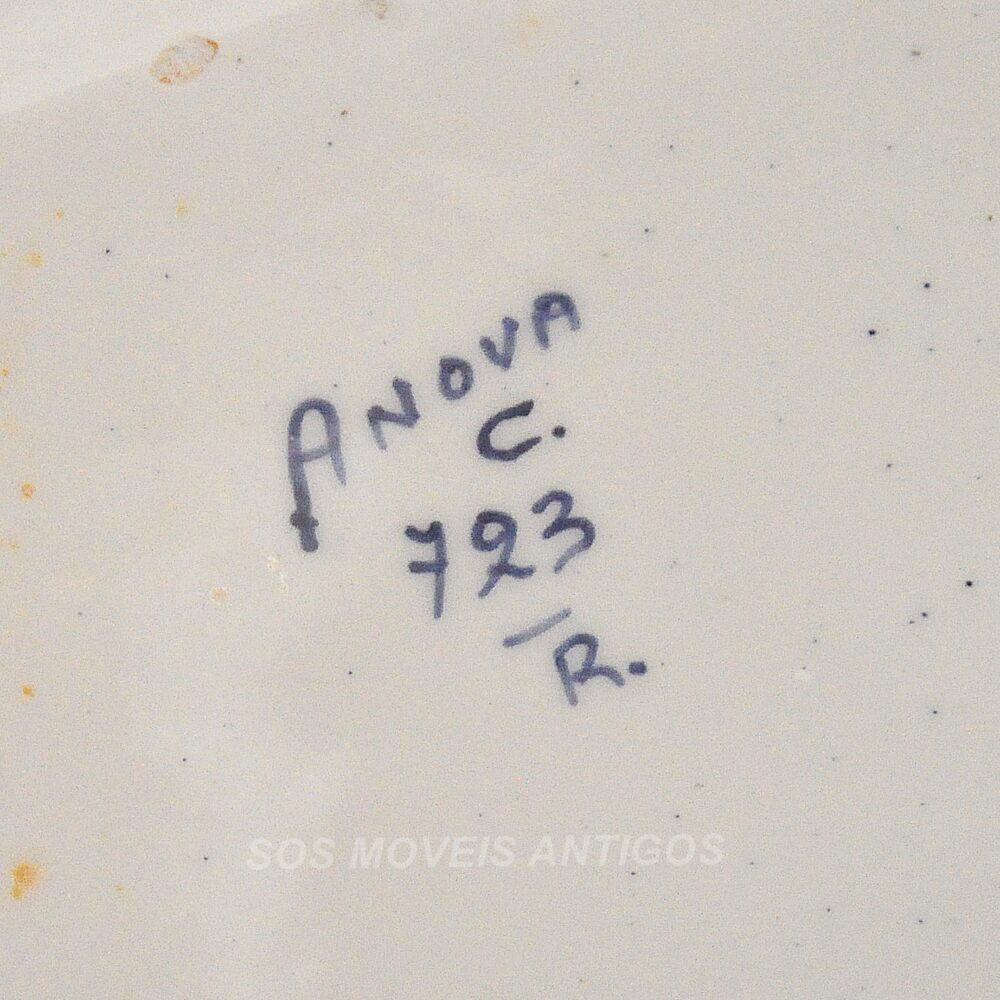 ANOVA
C.
723
/R.
SOS MOVEIS ANTIGOS